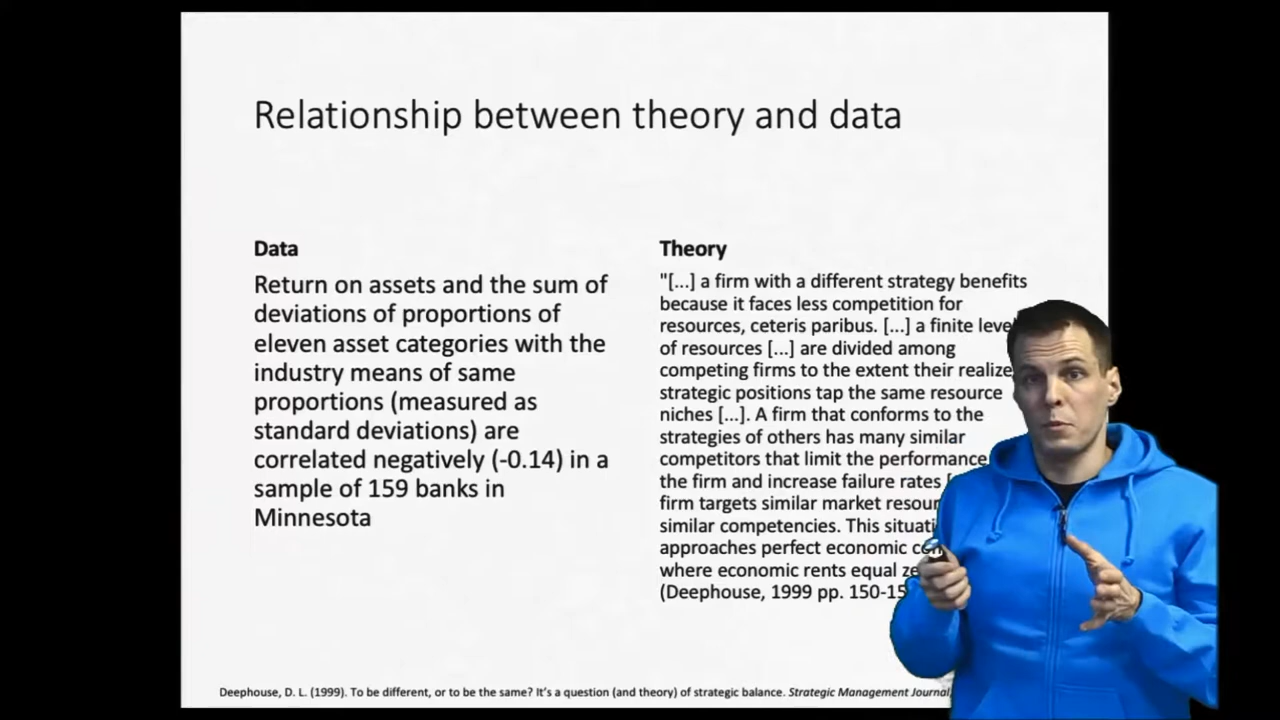 Relationship between theory and data
Data
Return on assets and the sum of
deviations of proportions of
eleven asset categories with the
industry means of same
proportions (measured as
standard deviations) are
correlated negatively (-0.14) in a
sample of 159 banks in
Minnesota
Theory
"[...] a firm with a different strategy benefits
because it faces less competition for
resources, ceteris paribus. [...] a finite
of resources [...] are divided among
competing firms to the extent their
strategic positions tap the same resource
niches [...]. A firm that conforms to the
strategies of others has many similar
competitors that limit the performance
the firm and increase failure rates
firm targets similar market
similar competencies. This
approaches perfect economic
where economic rents equal
(Deephouse, 1999 pp.
Deephouse, D. L. (1999). To be different, or to be the same? It's a question (and theory) of strategic balance. Strategic Management Journal,